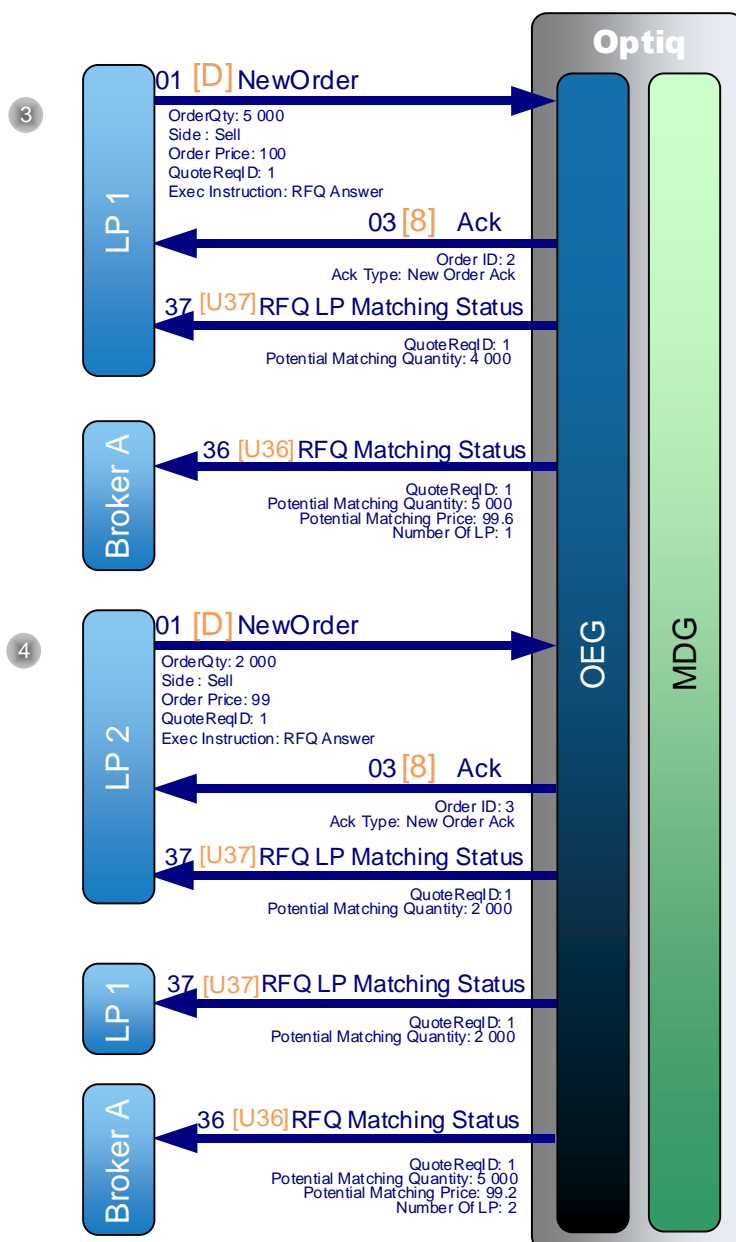 Optiq
01 [D] NewOrder
3
OrderQty: 5 000
Side : Sell
Order Price: 100
QuoteReqID: 1
Exec Instruction: RFQ Answer
LP 1
03 [8] Ack
Order ID: 2
Ack Type: New Order Ack
37 [U37] RFQ LP Matching Status
QuoteReqID: 1
Potential Matching Quantity: 4 000
Broker A
36 [U36] RFQ Matching Status
QuoteReqID: 1
Potential Matching Quantity: 5 000
Potential Matching Price: 99.6
Number Of LP: 1
OEG
MDG
01 [D] NewOrder
4
OrderQty: 2 000
Side : Sell
Order Price: 99
QuoteReqID: 1
Exec Instruction: RFQ Answer
LP 2
03 [8] Ack
Order ID: 3
Ack Type: New Order Ack
37 [U37] RFQ LP Matching Status
QuoteReqID: 1
Potential Matching Quantity: 2 000
LP 1
37 [U37] RFQ LP Matching Status
QuoteReqID: 1
Potential Matching Quantity: 2 000
Broker A
36 [U36] RFQ Matching Status
QuoteReqID: 1
Potential Matching Quantity: 5 000
Potential Matching Price: 99.2
Number Of LP: 2